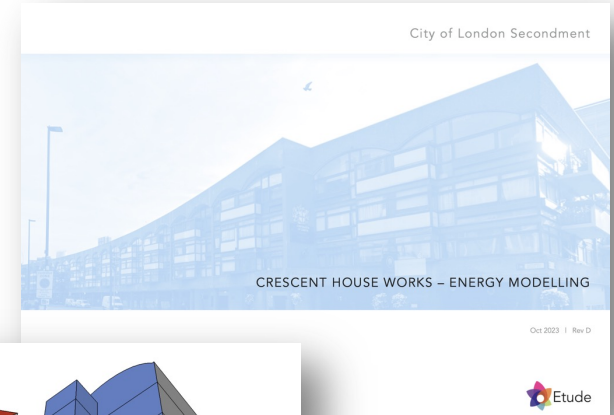 City of London Secondment
CRESCENT HOUSE WORKS – ENERGY MODELLING
Oct 2023 | Rev D
Etude